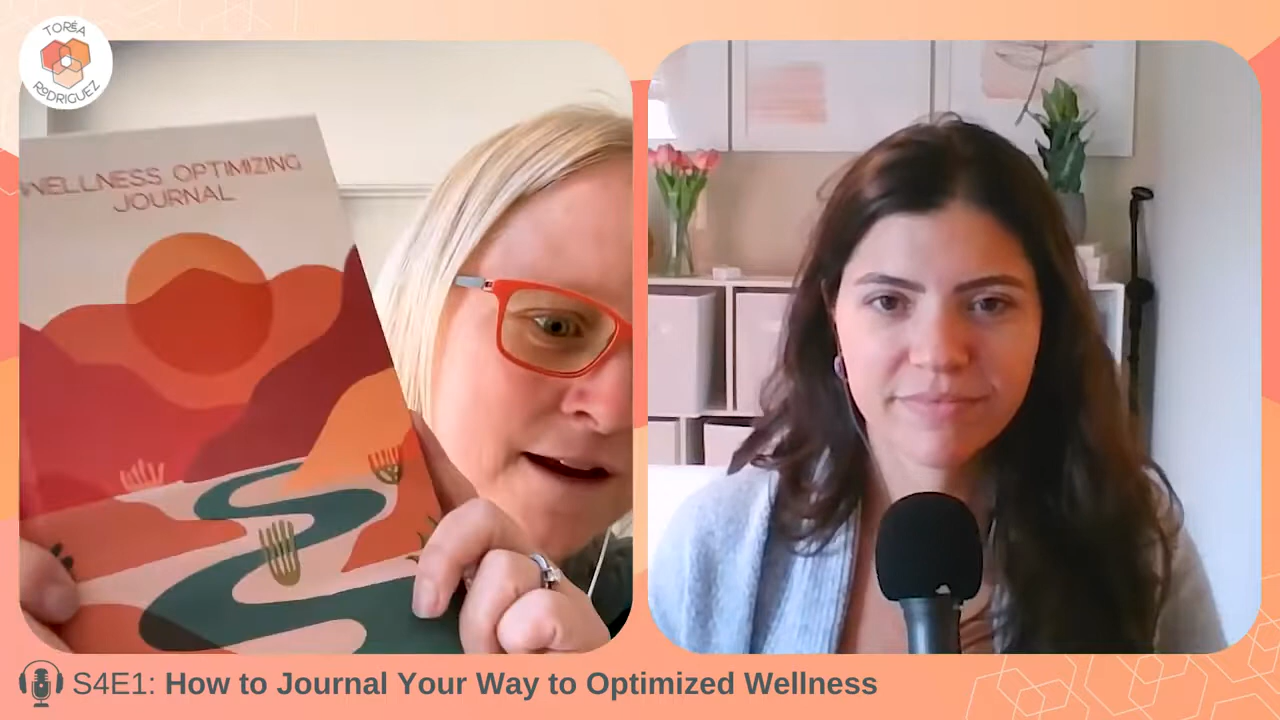 TORÉA
RODRIGUEZ
WELLNESS OPTIMIZING
JOURNAL
S4E1: How to Journal Your Way to Optimized Wellness